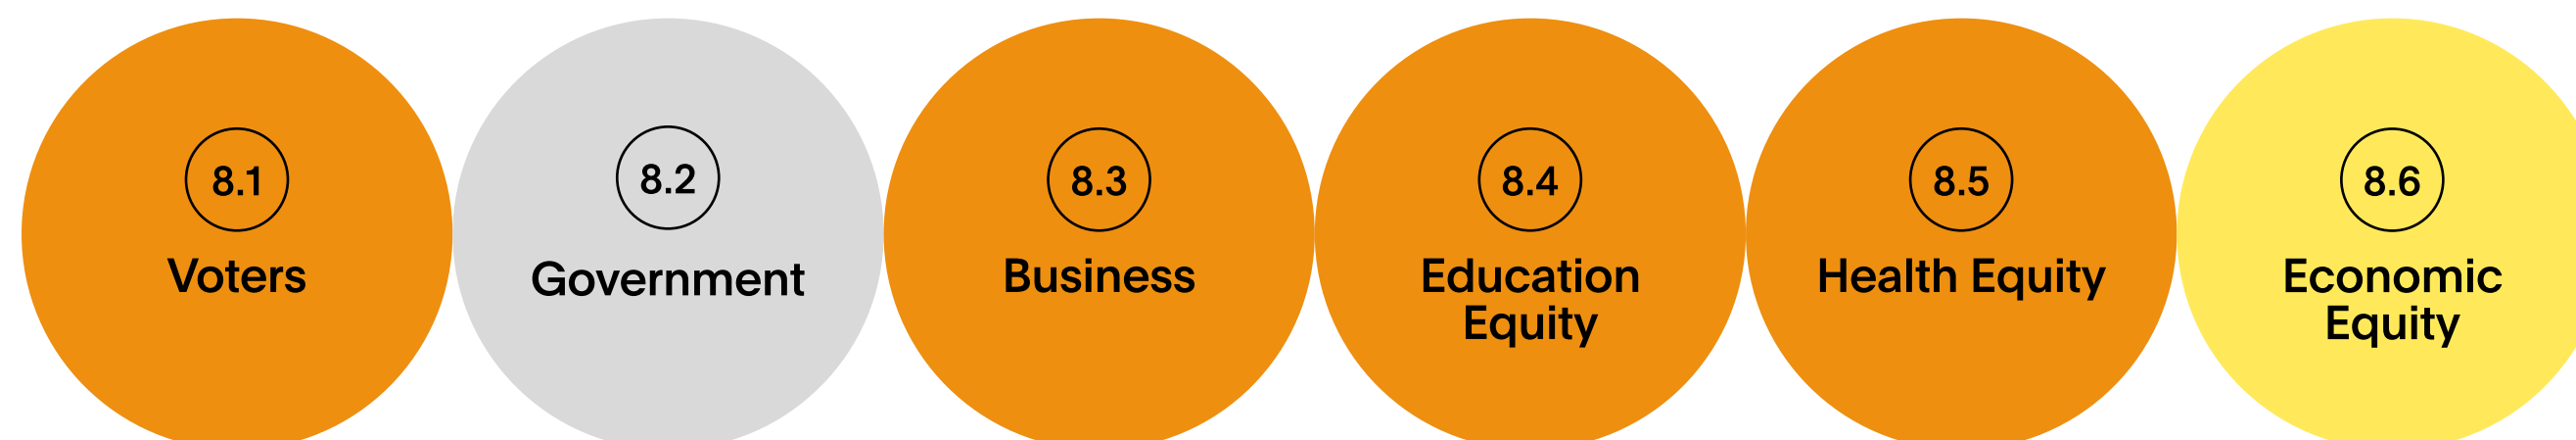 8.1
Voters
8.2
Government
8.3
Business
8.4
Education
Equity
8.5
Health Equity
8.6
Economic
Equity